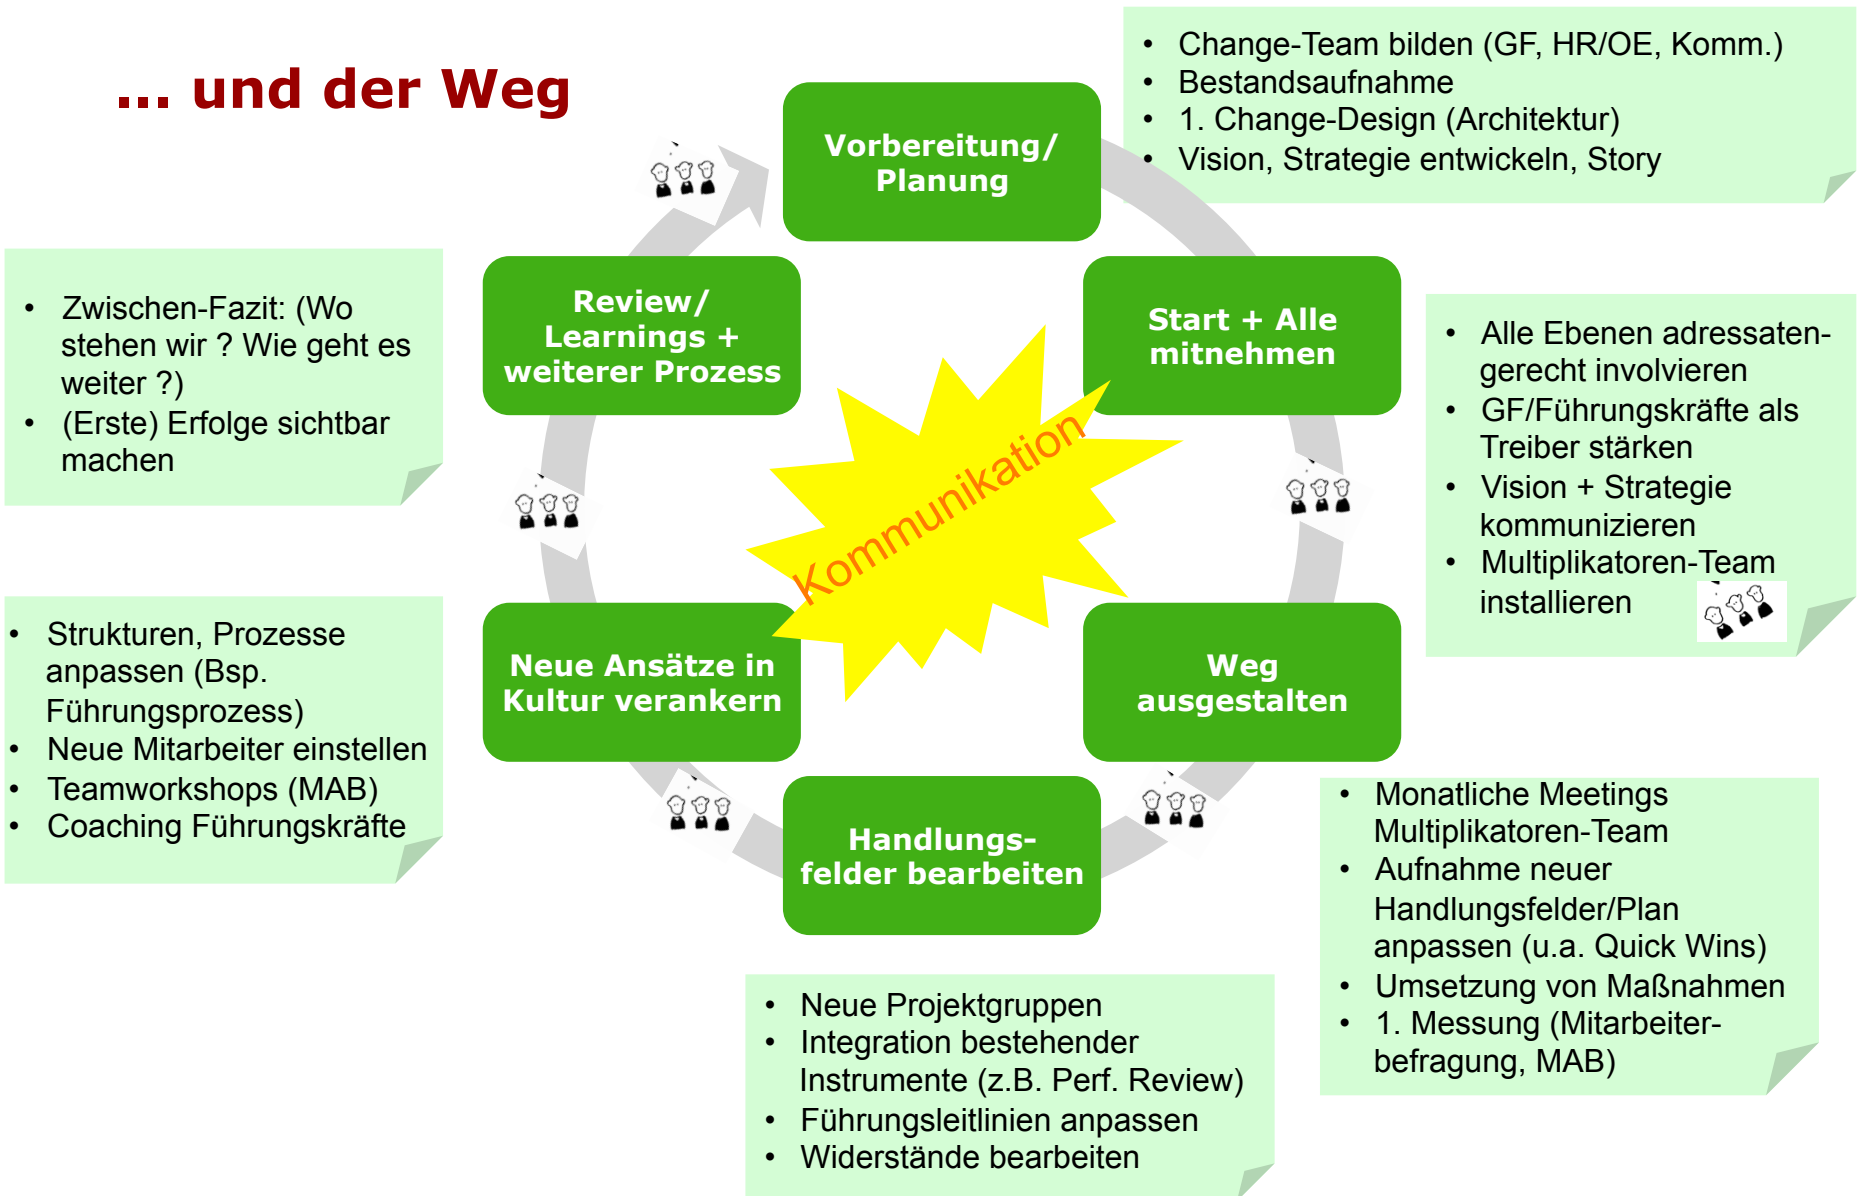 ... und der Weg
Vorbereitung/
Planung
• Change-Team bilden (GF, HR/OE, Komm.)
• Bestandsaufnahme
• 1. Change-Design (Architektur)
• Vision, Strategie entwickeln, Story
Start + Alle
mitnehmen
• Alle Ebenen adressaten-
gerecht involvieren
• GF/Führungskräfte als
Treiber stärken
• Vision + Strategie
kommunizieren
• Multiplikatoren-Team
installieren
Weg
ausgestalten
• Monatliche Meetings
Multiplikatoren-Team
• Aufnahme neuer
Handlungsfelder/Plan
anpassen (u.a. Quick Wins)
• Umsetzung von Maßnahmen
• 1. Messung (Mitarbeiter-
befragung, MAB)
Handlungs-
felder bearbeiten
• Neue Projektgruppen
• Integration bestehender
Instrumente (z.B. Perf. Review)
• Führungsleitlinien anpassen
• Widerstände bearbeiten
Neue Ansätze in
Kultur verankern
• Strukturen, Prozesse
anpassen (Bsp.
Führungsprozess)
• Neue Mitarbeiter einstellen
• Teamworkshops (MAB)
• Coaching Führungskräfte
Review/
Learnings +
weiterer Prozess
• Zwischen-Fazit: (Wo
stehen wir ? Wie geht es
weiter ?)
• (Erste) Erfolge sichtbar
machen
Kommunikation